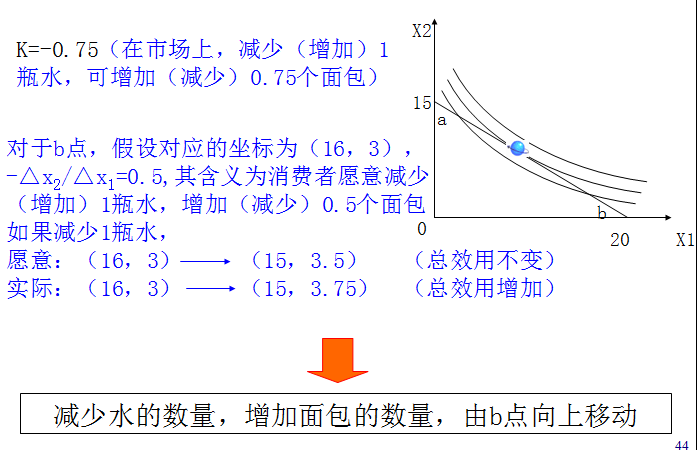 K=-0.75（在市场上，减少（增加）1
瓶水，可增加（减少）0.75个面包）
X2
15
a
b
0
20
X1
对于b点，假设对应的坐标为（16，3），
-△x₂/△x₁=0.5,其含义为消费者愿意减少
（增加）1瓶水，增加（减少）0.5个面包
如果减少1瓶水，
愿意：（16，3）→（15，3.5）（总效用不变）
实际：（16，3）→（15，3.75）（总效用增加）
减少水的数量，增加面包的数量，由b点向上移动
44